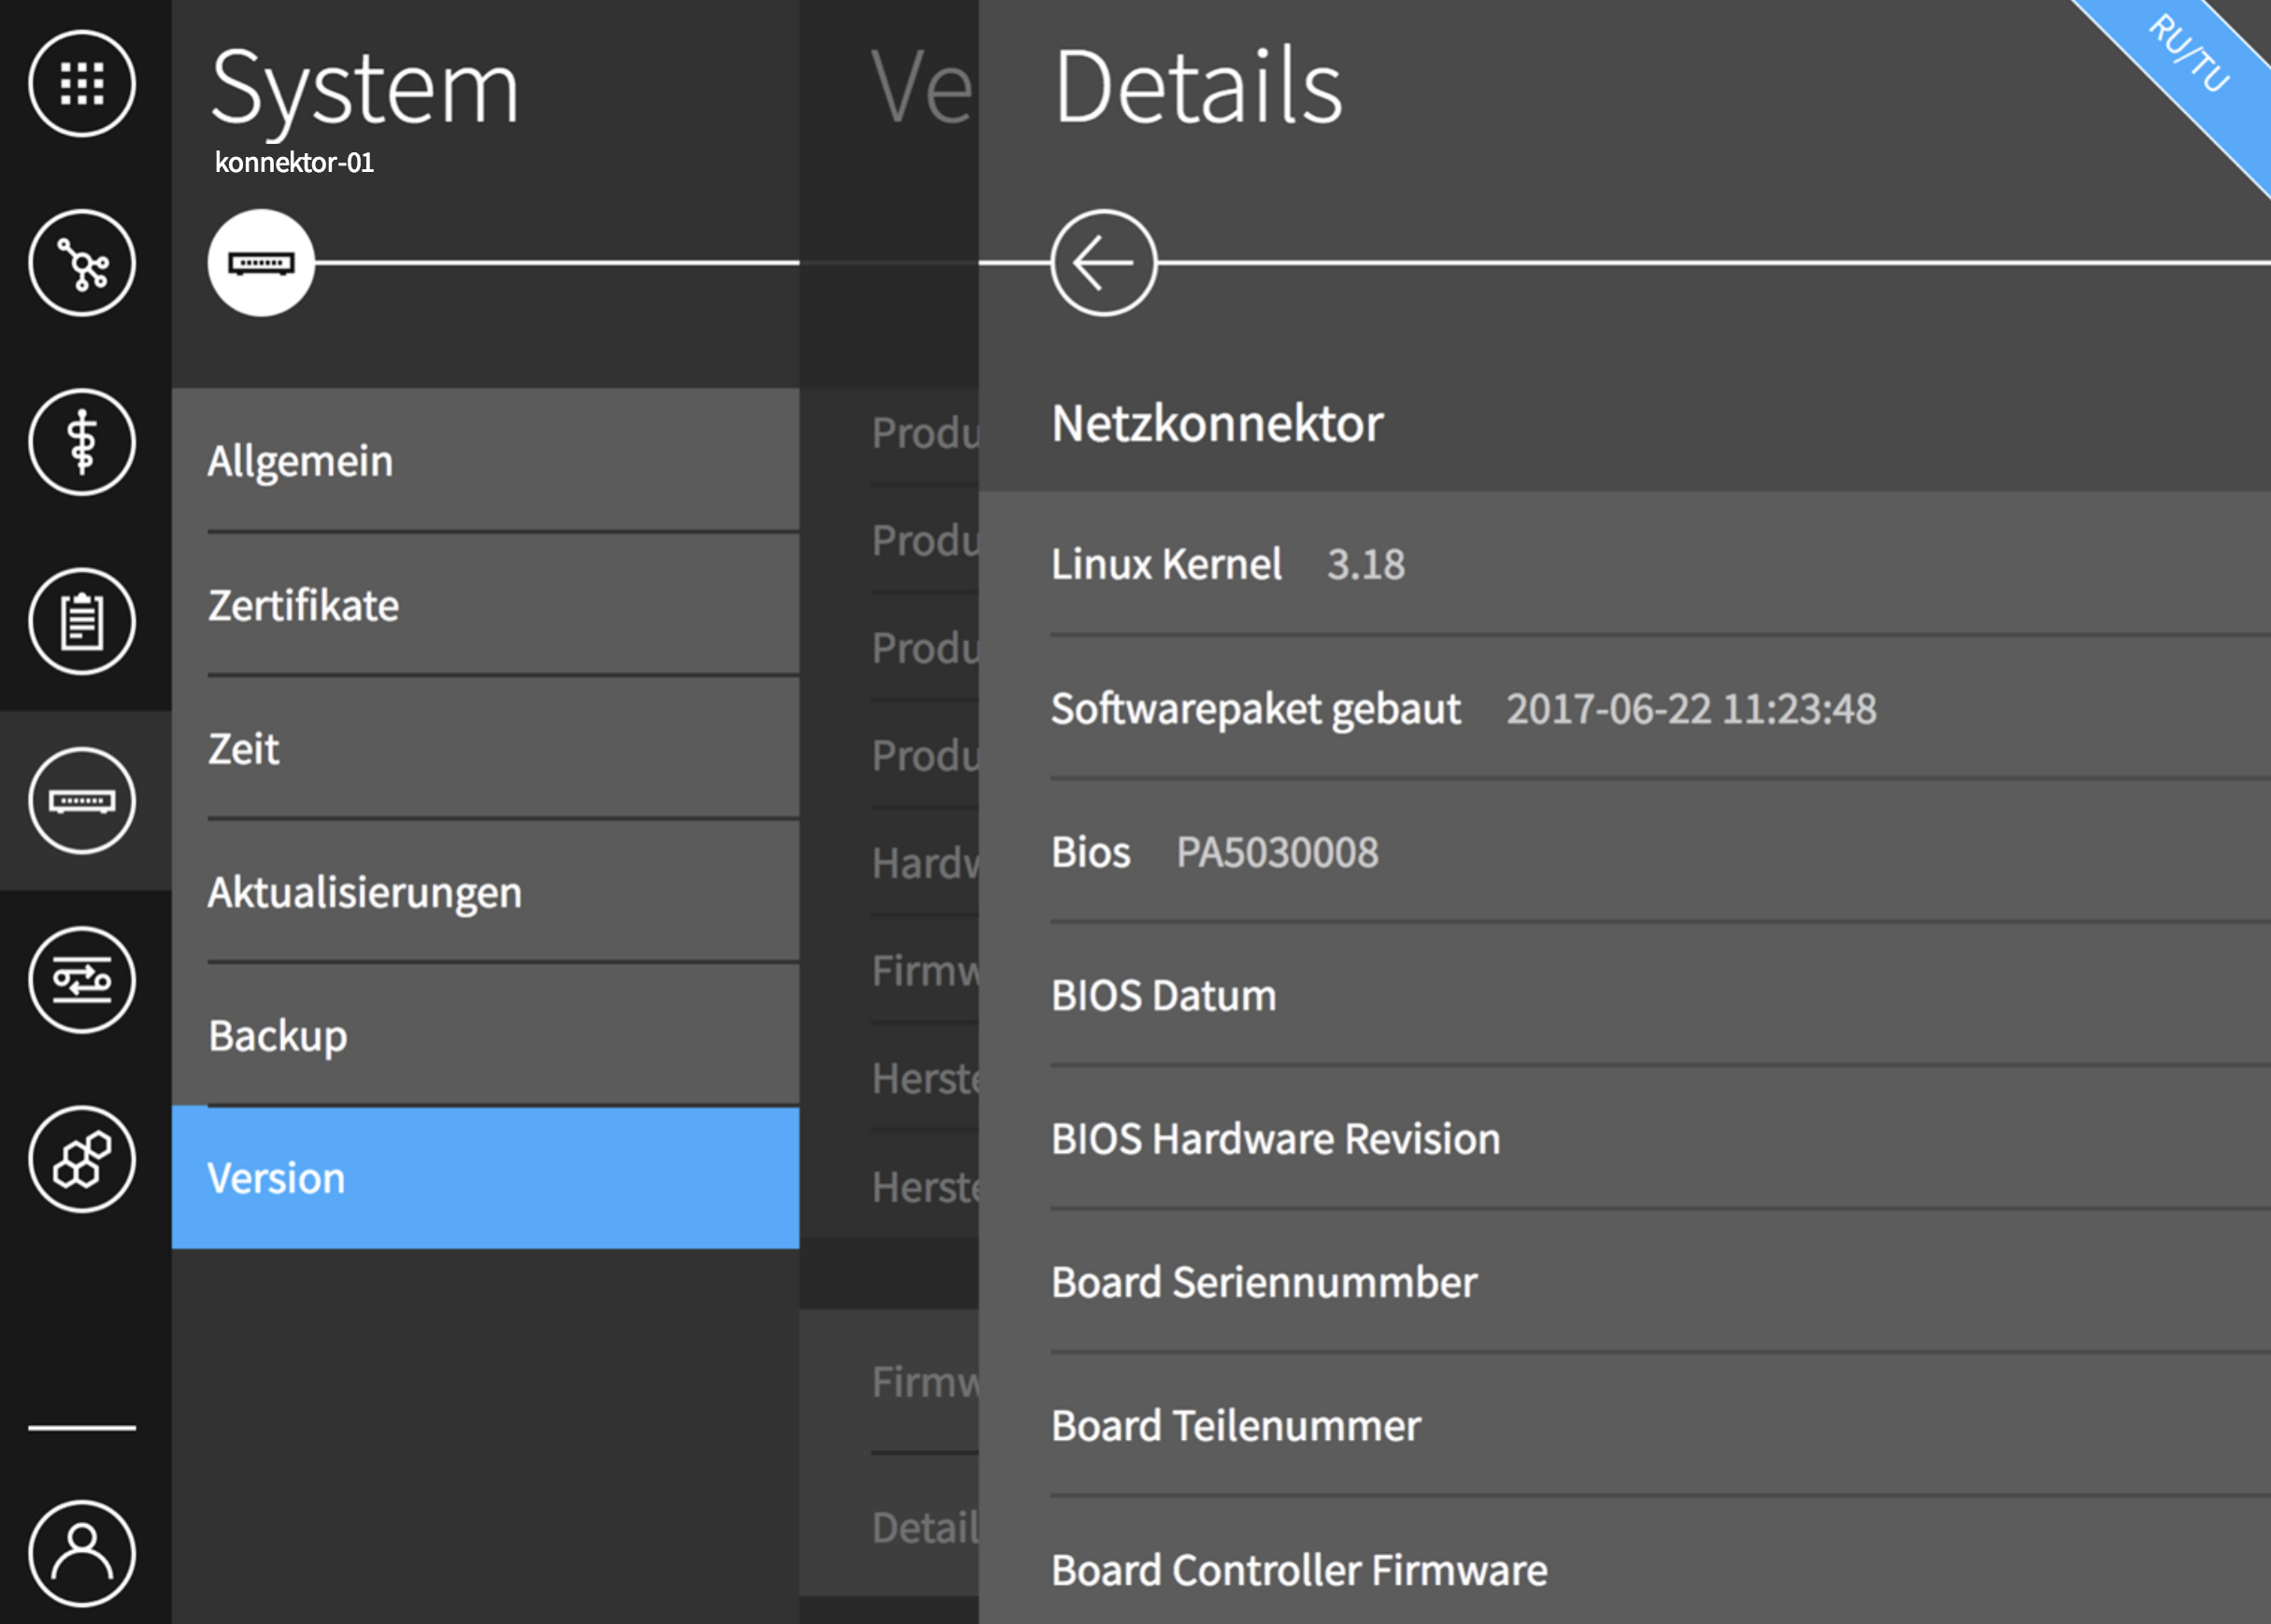 System
konnektor-01
Allgemein
Zertifikate
Zeit
Aktualisierungen
Backup
Version
Ve
Produ
Produ
Produ
Produ
Hardw
Firmw
Herste
Herste
Firmw
Detail
Details
RU/TU
Netzkonnektor
Linux Kernel 3.18
Softwarepaket gebaut 2017-06-22 11:23:48
Bios PA5030008
BIOS Datum
BIOS Hardware Revision
Board Seriennummber
Board Teilenummer
Board Controller Firmware